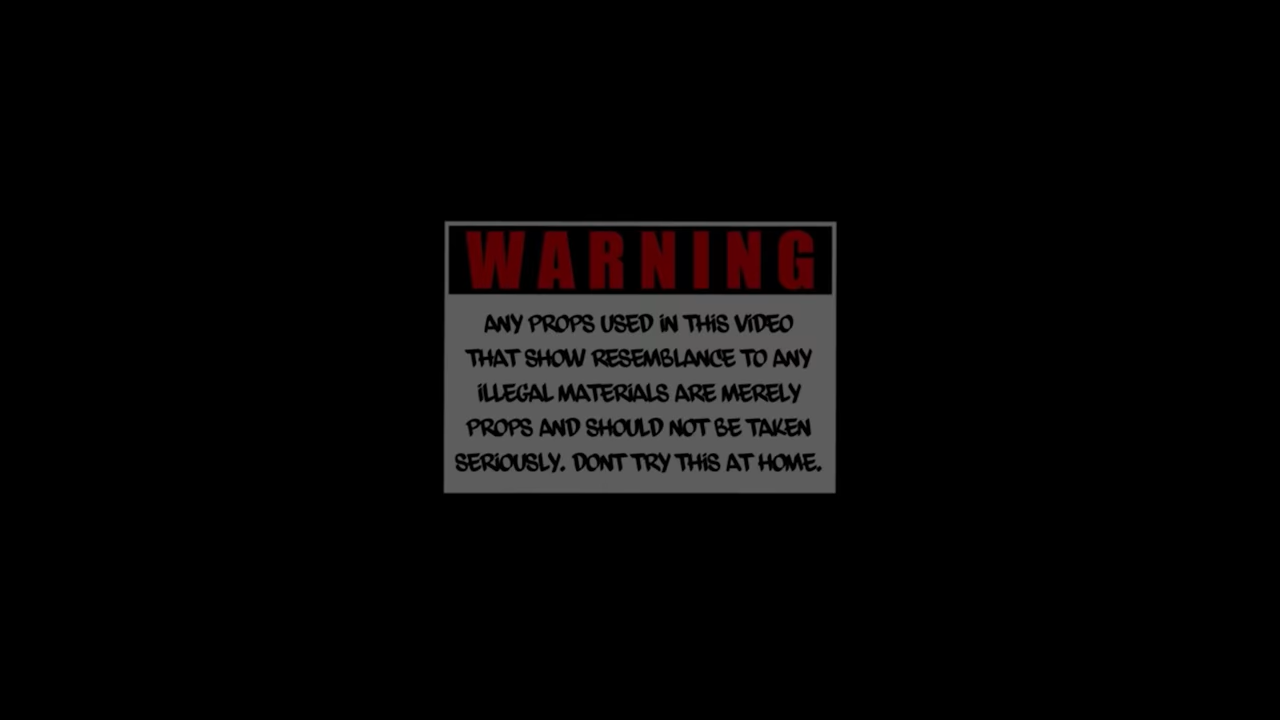 WARNING
ANY PROPS USED IN THIS VIDEO
THAT SHOW RESEMBLANCE TO ANY
ILLEGAL MATERIALS ARE MERELY
PROPS AND SHOULD NOT BE TAKEN
SERIOUSLY. DONT TRY THIS AT HOME.